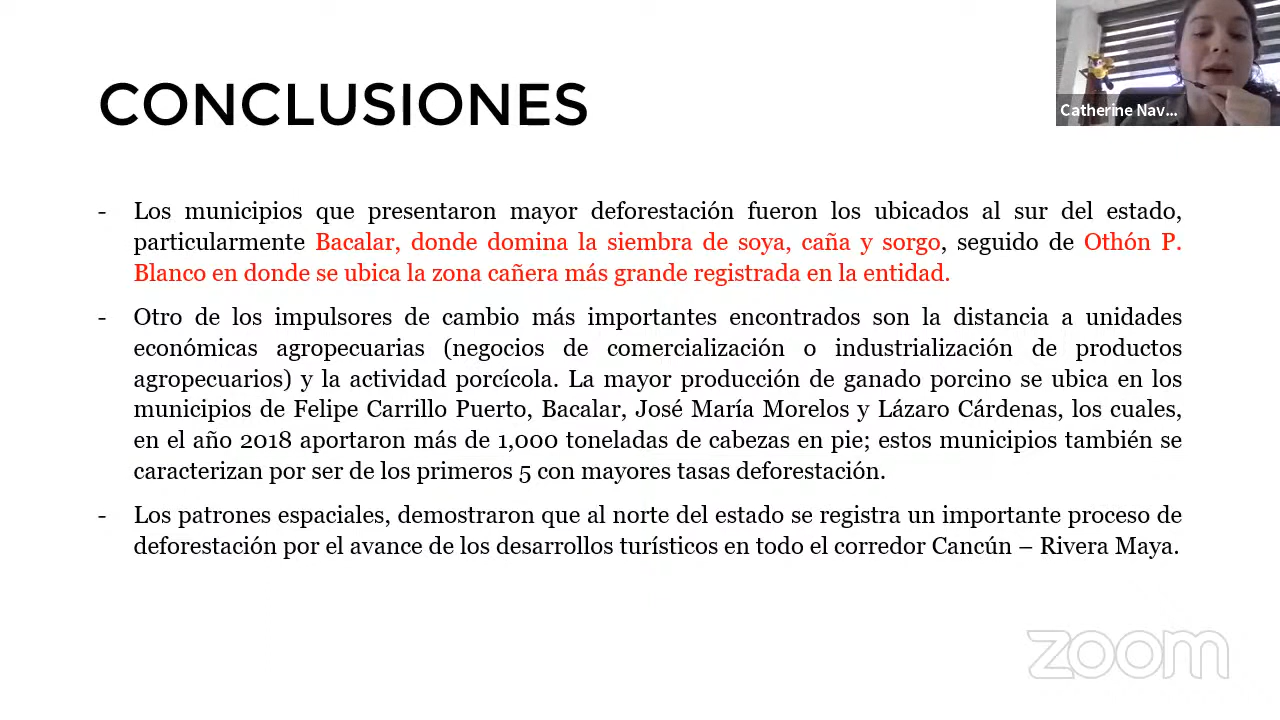 CONCLUSIONES
Catherine Nav...
- Los municipios que presentaron mayor deforestación fueron los ubicados al sur del estado,
particularmente Bacalar, donde domina la siembra de soya, caña y sorgo, seguido de Othón P.
Blanco en donde se ubica la zona cañera más grande registrada en la entidad.
- Otro de los impulsores de cambio más importantes encontrados son la distancia a unidades
económicas agropecuarias (negocios de comercialización o industrialización de productos
agropecuarios) y la actividad porcícola. La mayor producción de ganado porcino se ubica en los
municipios de Felipe Carrillo Puerto, Bacalar, José María Morelos y Lázaro Cárdenas, los cuales,
en el año 2018 aportaron más de 1,000 toneladas de cabezas en pie; estos municipios también se
caracterizan por ser de los primeros 5 con mayores tasas deforestación.
- Los patrones espaciales, demostraron que al norte del estado se registra un importante proceso de
deforestación por el avance de los desarrollos turísticos en todo el corredor Cancún – Rivera Maya.
zoom